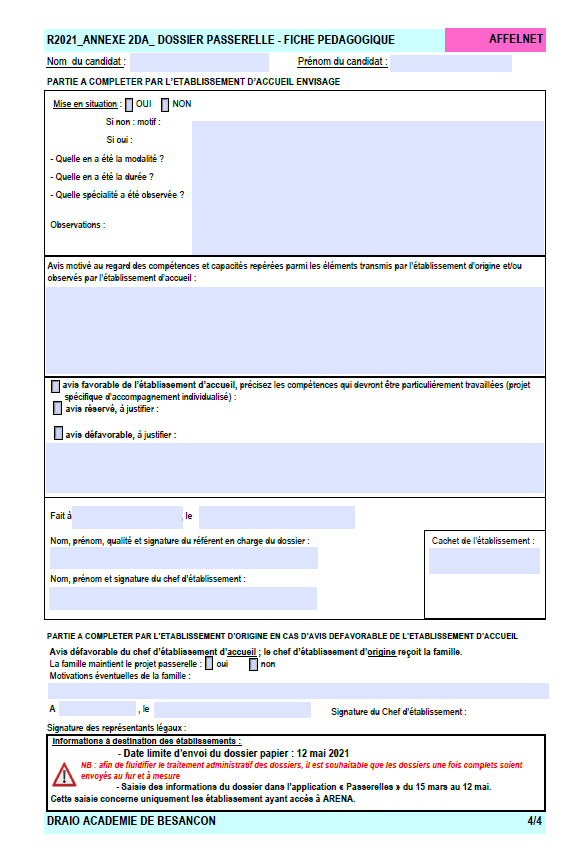 R2021_ANNEXE 2DA_ DOSSIER PASSERELLE - FICHE PEDAGOGIQUE
AFFELNET
Nom du candidat :
Prénom du candidat :
PARTIE A COMPLETER PAR L'ETABLISSEMENT D'ACCUEIL ENVISAGE
Mise en situation : OUI NON
Si non : motif :
Si oui :
- Quelle en a été la modalité ?
- Quelle en a été la durée ?
- Quelle spécialité a été observée ?
Observations :
Avis motivé au regard des compétences et capacités repérées parmi les éléments transmis par l'établissement d'origine et/ou
observés par l'établissement d'accueil :
avis favorable de l'établissement d'accueil, précisez les compétences qui devront être particulièrement travaillées (projet
spécifique d'accompagnement individualisé) :
avis réservé, à justifier :
avis défavorable, à justifier :
Fait à , le
Nom, prénom, qualité et signature du référent en charge du dossier :
Cachet de l'établissement :
Nom, prénom et signature du chef d'établissement :
PARTIE A COMPLETER PAR L'ETABLISSEMENT D'ORIGINE EN CAS D'AVIS DEFAVORABLE DE L'ETABLISSEMENT D'ACCUEIL
Avis défavorable du chef d'établissement d'accueil ; le chef d'établissement d'origine reçoit la famille.
La famille maintient le projet passerelle : oui non
Motivations éventuelles de la famille :
A , le
Signature du Chef d'établissement :
Signature des représentants légaux :
Informations à destination des établissements :
- Date limite d'envoi du dossier papier : 12 mai 2021
NB : afin de fluidifier le traitement administratif des dossiers, il est souhaitable que les dossiers une fois complets soient
envoyés au fur et à mesure
- Saisie des informations du dossier dans l'application « Passerelles » du 15 mars au 12 mai.
Cette saisie concerne uniquement les établissements ayant accès à ARENA.
DRAIO ACADEMIE DE BESANCON
4/4